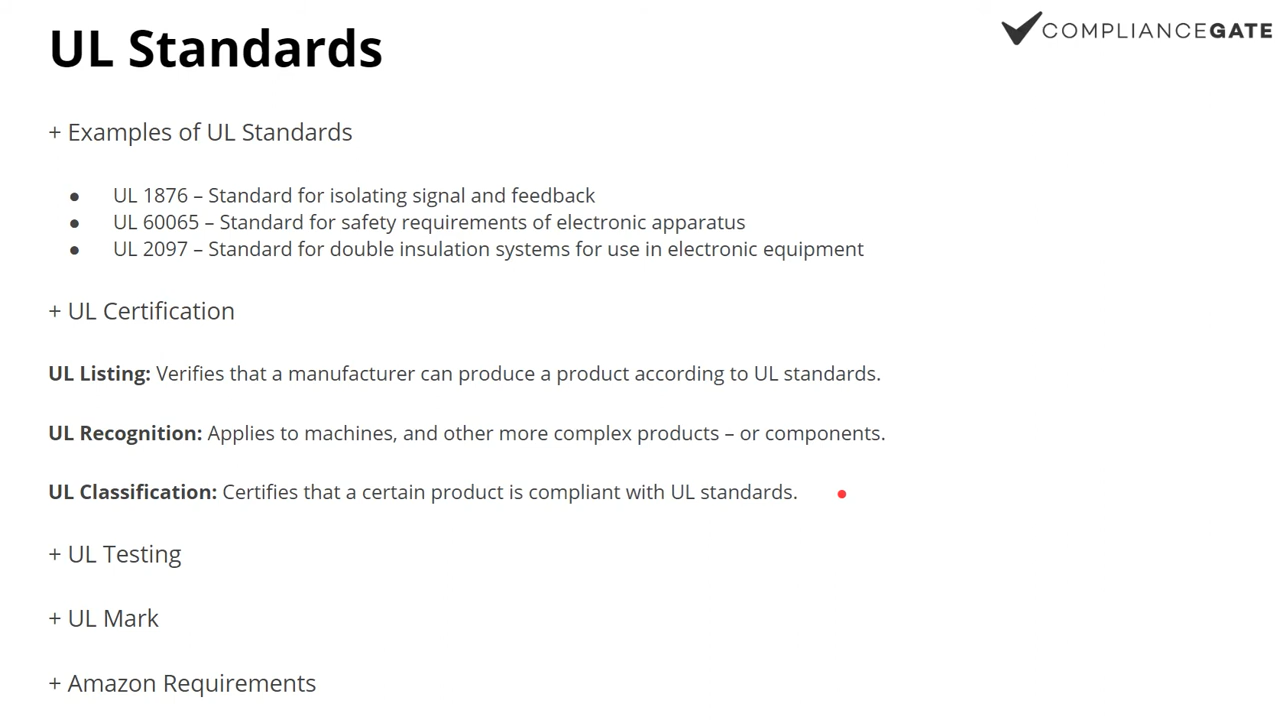 UL Standards
COMPLIANCEGATE
+ Examples of UL Standards
● UL 1876 – Standard for isolating signal and feedback
● UL 60065 – Standard for safety requirements of electronic apparatus
● UL 2097 – Standard for double insulation systems for use in electronic equipment
+ UL Certification
UL Listing: Verifies that a manufacturer can produce a product according to UL standards.
UL Recognition: Applies to machines, and other more complex products – or components.
UL Classification: Certifies that a certain product is compliant with UL standards.
+ UL Testing
+ UL Mark
+ Amazon Requirements